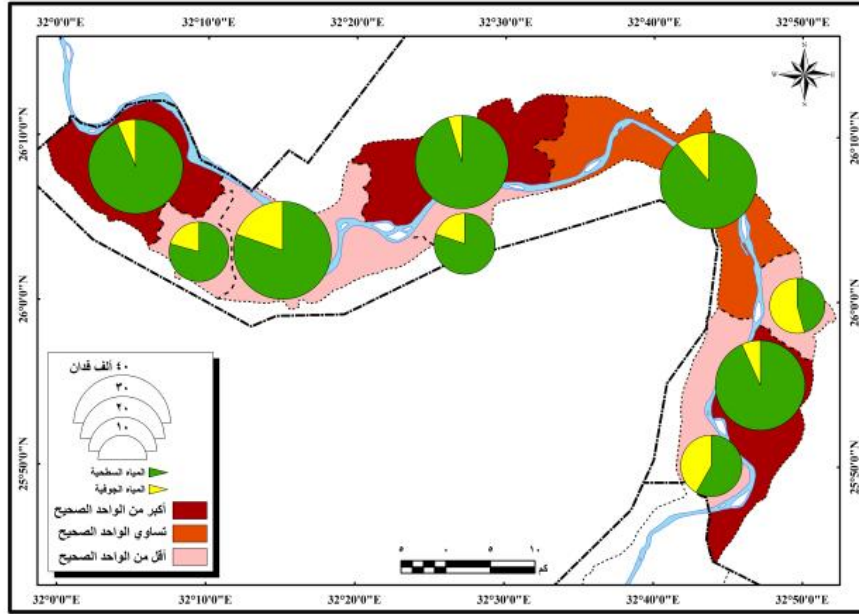 32°0'0"E 32°10'0"E 32°20'0"E 32°30'0"E 32°40'0"E 32°50'0"E
N
W E
S
26°10'0"N 26°10'0"N
26°0'0"N 26°0'0"N
25°50'0"N 25°50'0"N
٤٠ ألف فدان
٣٠
٢٠
١٠
المياه السطحية
المياه الجوفية
أكبر من الواحد الصحيح
تساوي الواحد الصحيح
أقل من الواحد الصحيح
٥ ٠ ٥ ١٠
كم
32°0'0"E 32°10'0"E 32°20'0"E 32°30'0"E 32°40'0"E 32°50'0"E